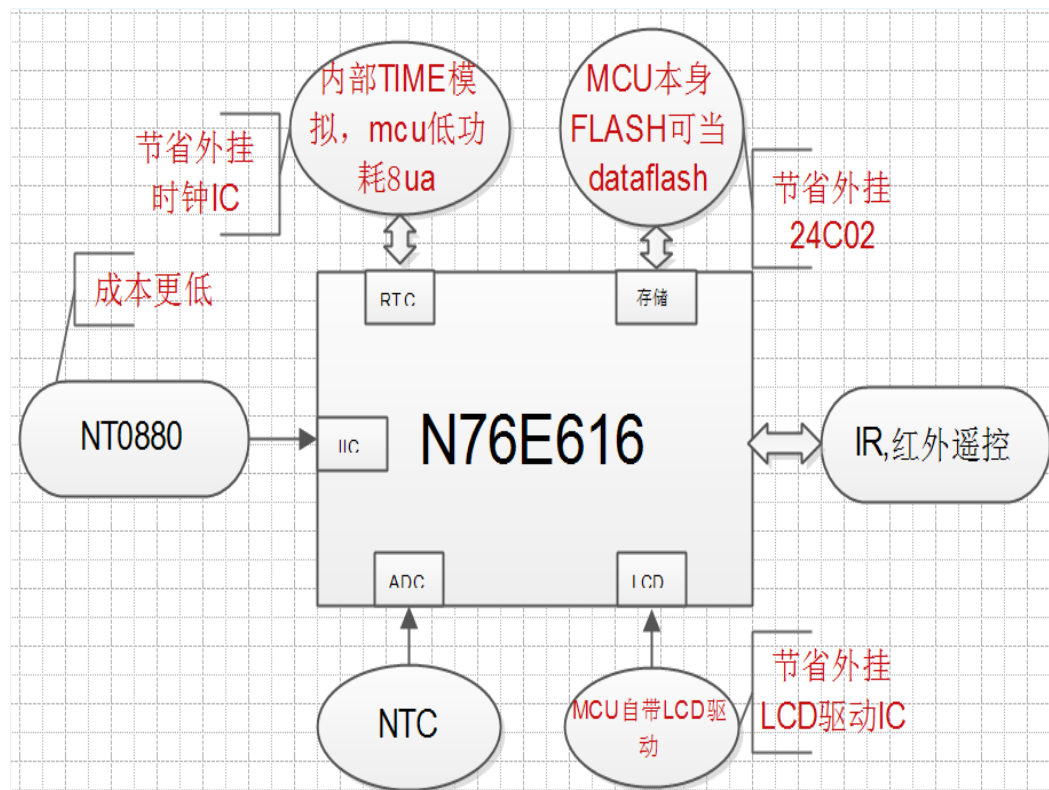 内部TIME模
拟，mcu低功
耗8ua
MCU本身
FLASH可当
dataflash
节省外挂
时钟IC
节省外挂
24C02
成本更低
RTC
存储
NT0880
IIC
N76E616
IR,红外遥控
ADC
LCD
NTC
MCU自带LCD驱
动
节省外挂
LCD驱动IC